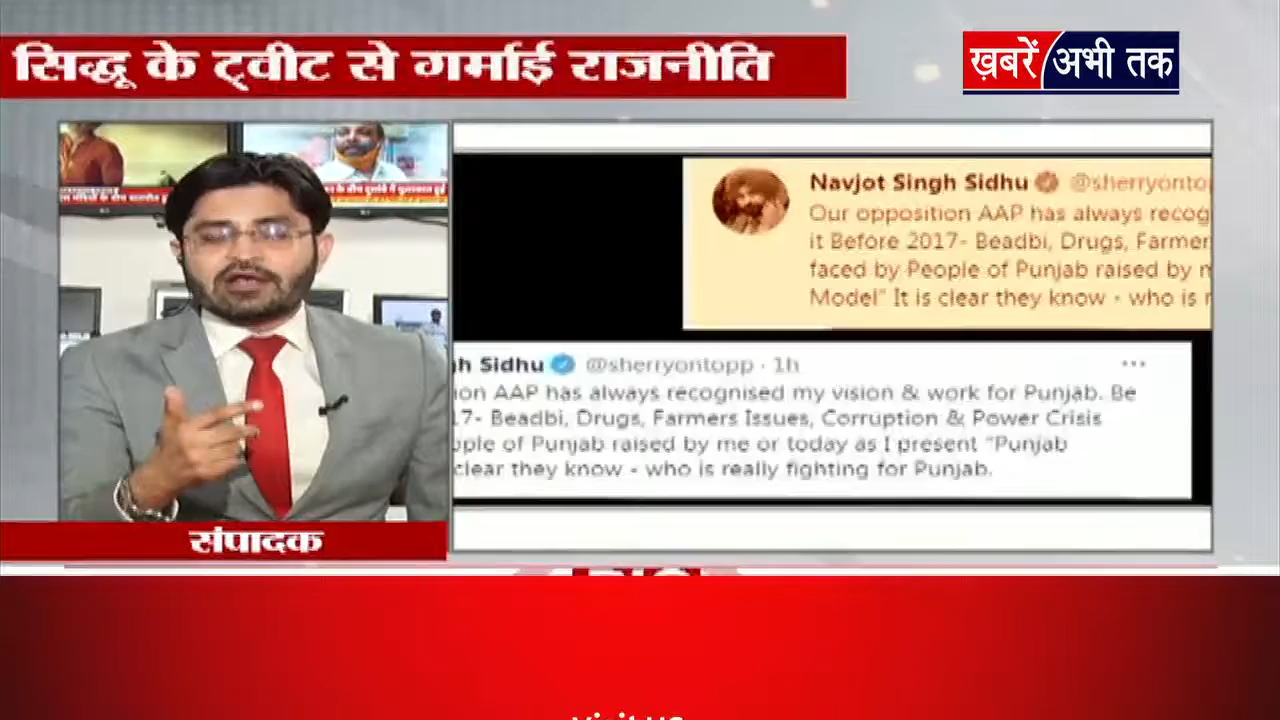 सिद्धू के ट्वीट से गर्माई राजनीति
ख़बरें अभी तक
Navjot Singh Sidhu @sherryonto
Our opposition AAP has always recog
it Before 2017- Beadbi, Drugs, Farmer
faced by People of Punjab raised by m
Model" It is clear they know - who is r
gh Sidhu @sherryontopp · 1h
ion AAP has always recognised my vision & work for Punjab. Be
17- Beadbi, Drugs, Farmers Issues, Corruption & Power Crisis
ople of Punjab raised by me or today as I present "Punjab
clear they know - who is really fighting for Punjab.
संपादक